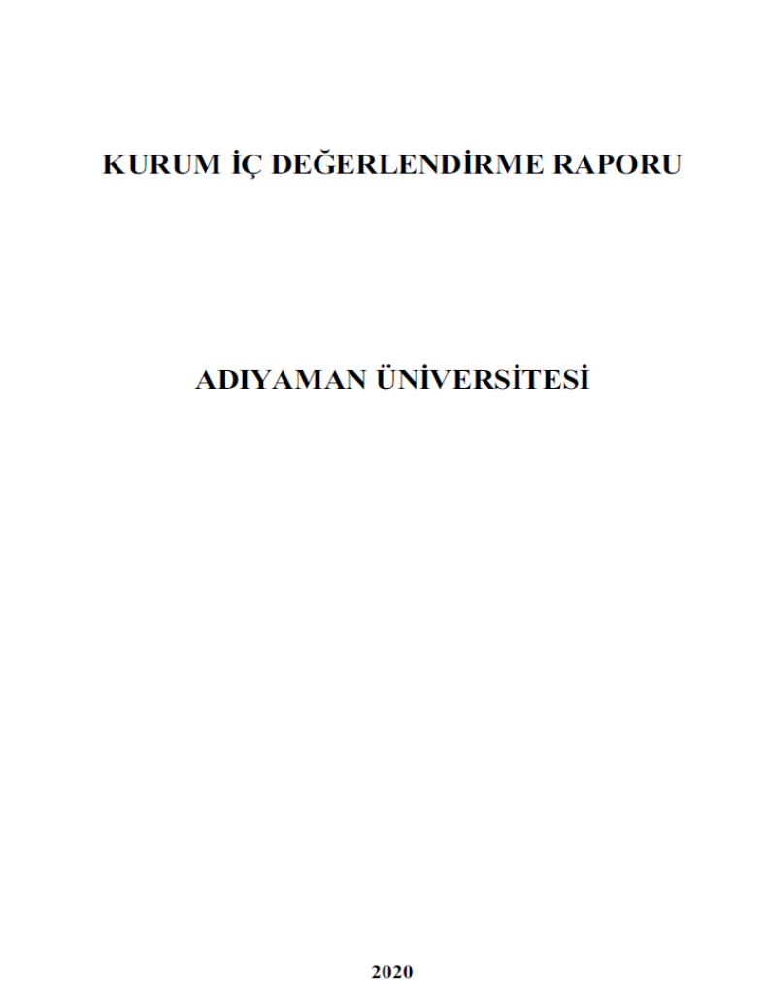 KURUM İÇ DEĞERLENDİRME RAPORU
ADIYAMAN ÜNİVERSİTESİ
2020